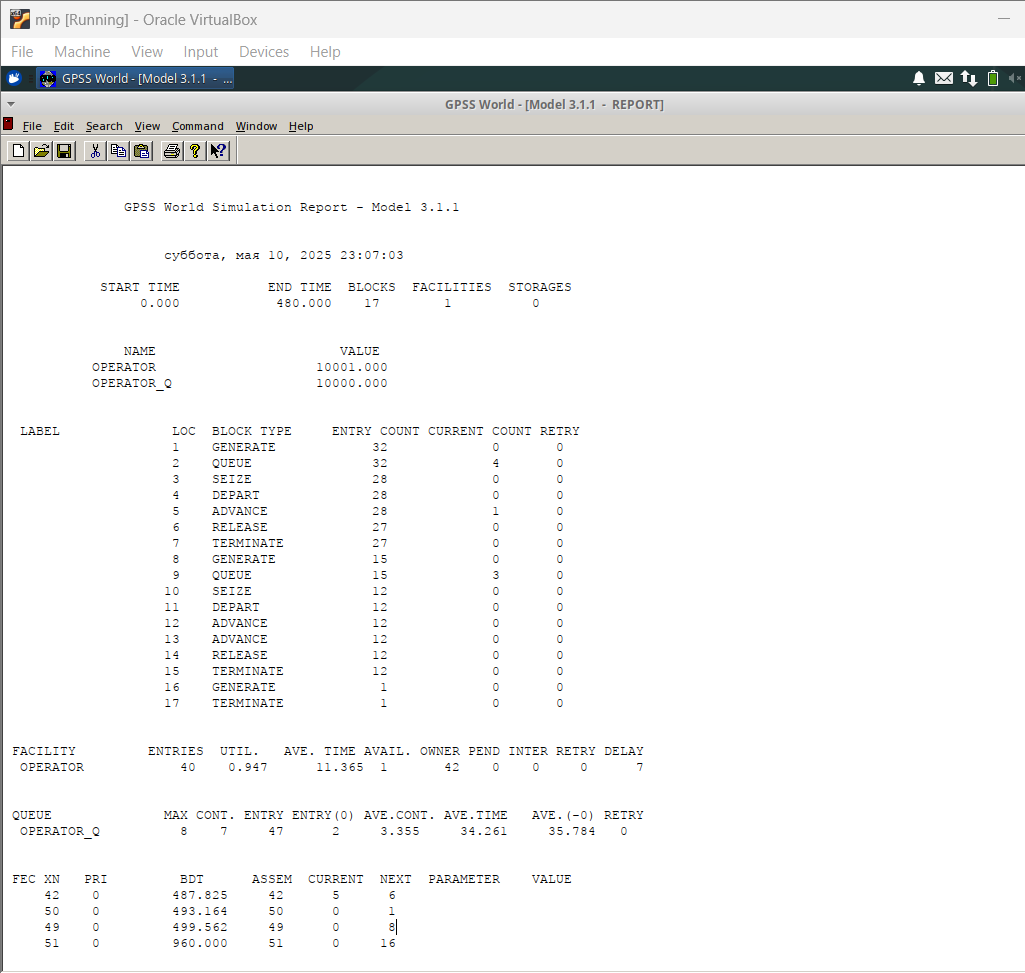 mip [Running] - Oracle VirtualBox
File Machine View Input Devices Help
GPSS World - [Model 3.1.1 - ...
GPSS World - [Model 3.1.1 - REPORT]
File Edit Search View Command Window Help
GPSS World Simulation Report - Model 3.1.1
суббота, мая 10, 2025 23:07:03
START TIME END TIME BLOCKS FACILITIES STORAGES
0.000 480.000 17 1 0
NAME VALUE
OPERATOR 10001.000
OPERATOR_Q 10000.000
LABEL LOC BLOCK TYPE ENTRY COUNT CURRENT COUNT RETRY
1 GENERATE 32 0 0
2 QUEUE 32 4 0
3 SEIZE 28 0 0
4 DEPART 28 0 0
5 ADVANCE 28 1 0
6 RELEASE 27 0 0
7 TERMINATE 27 0 0
8 GENERATE 15 0 0
9 QUEUE 15 3 0
10 SEIZE 12 0 0
11 DEPART 12 0 0
12 ADVANCE 12 0 0
13 ADVANCE 12 0 0
14 RELEASE 12 0 0
15 TERMINATE 12 0 0
16 GENERATE 1 0 0
17 TERMINATE 1 0 0
FACILITY ENTRIES UTIL. AVE. TIME AVAIL. OWNER PEND INTER RETRY DELAY
OPERATOR 40 0.947 11.365 1 42 0 0 0 7
QUEUE MAX CONT. ENTRY ENTRY(0) AVE.CONT. AVE.TIME AVE.(-0) RETRY
OPERATOR_Q 8 7 47 2 3.355 34.261 35.784 0
FEC XN PRI BDT ASSEM CURRENT NEXT PARAMETER VALUE
42 0 487.825 42 5 6
50 0 493.164 50 0 1
49 0 499.562 49 0 8
51 0 960.000 51 0 16